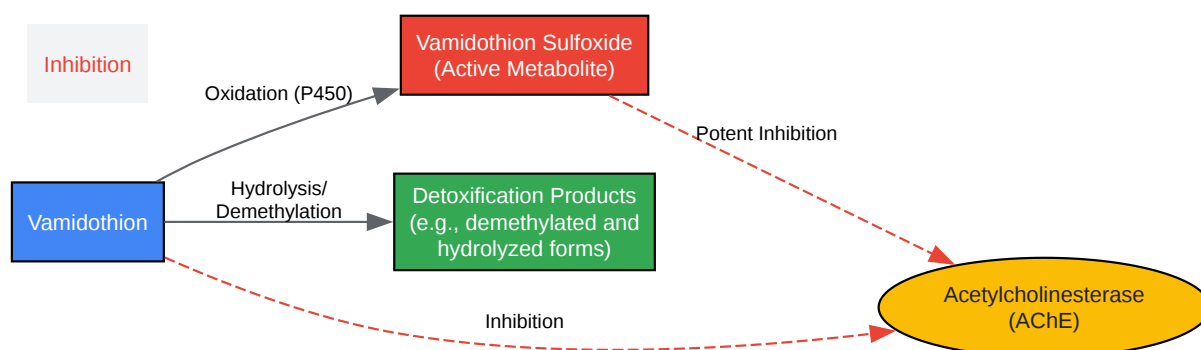 Inhibition
Vamidothion Sulfoxide
(Active Metabolite)
Oxidation (P450)
Potent Inhibition
Vamidothion
Hydrolysis/
Demethylation
Detoxification Products
(e.g., demethylated and
hydrolyzed forms)
Inhibition
Acetylcholinesterase
(AChE)